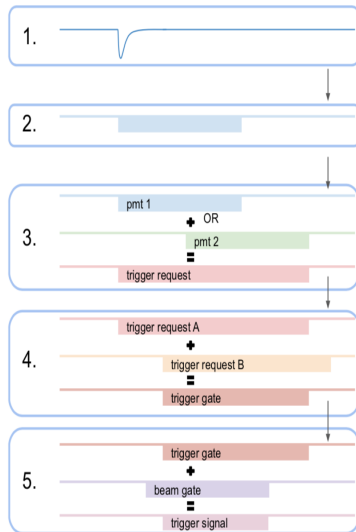 1.
2.
pmt 1
+ OR
3.
pmt 2
=
trigger request
trigger request A
+
4.
trigger request B
=
trigger gate
trigger gate
+
5.
beam gate
=
trigger signal